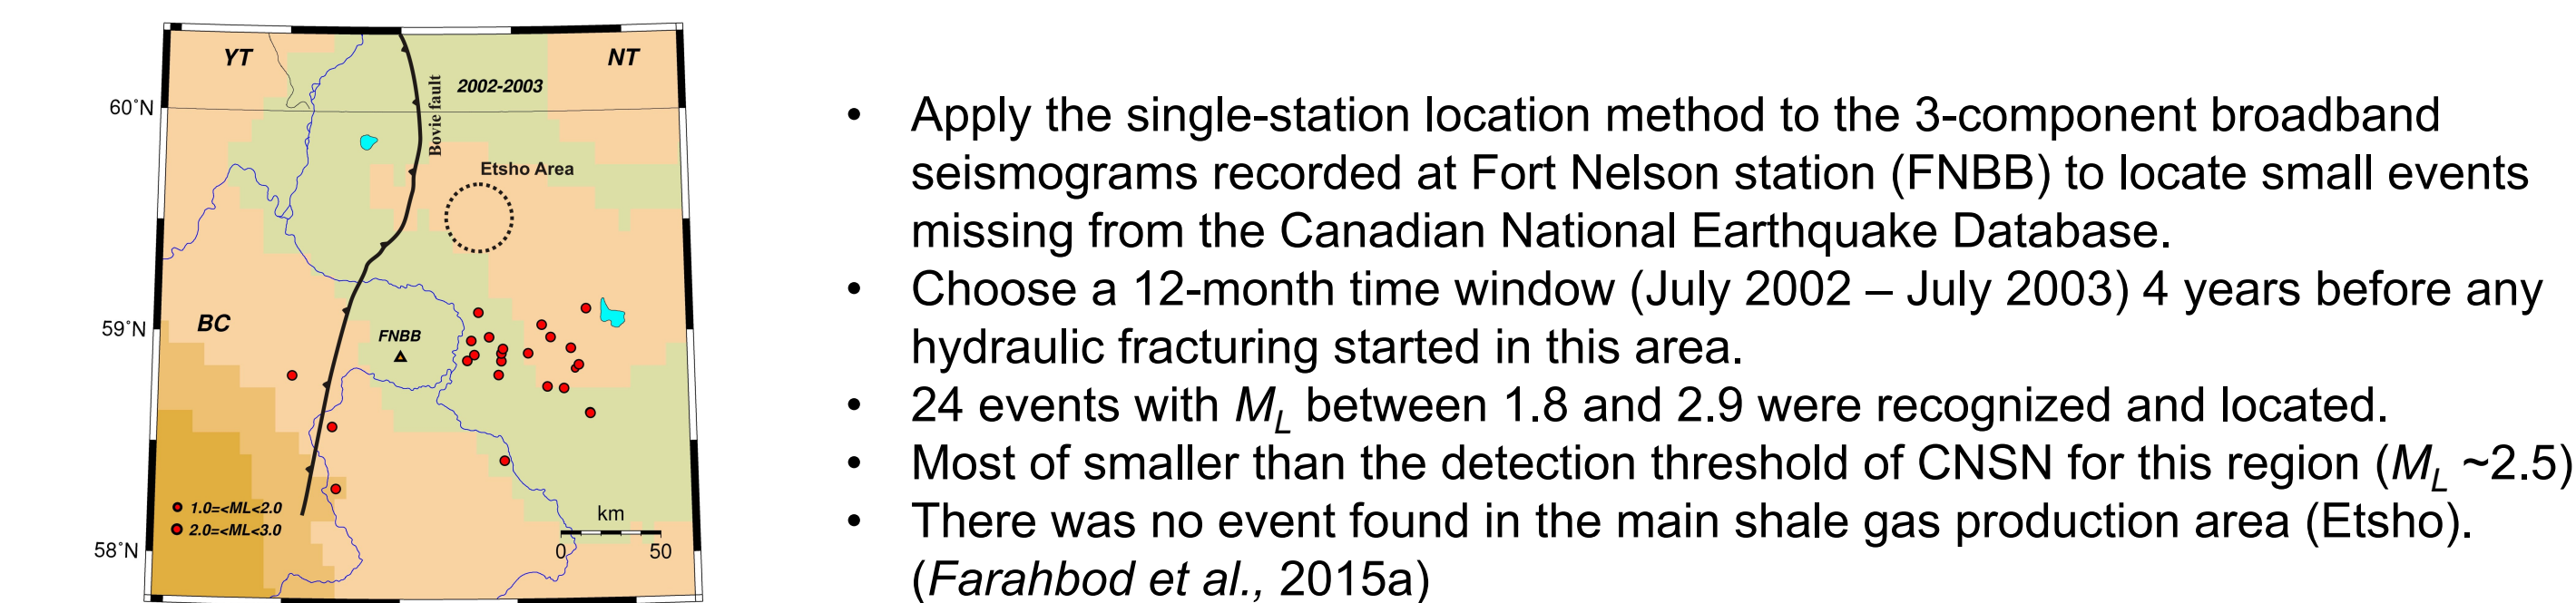 YT
NT
2002-2003
60°N
Bovie fault
Etsho Area
59°N
BC
FNBB
1.0=<ML<2.0
2.0=<ML<3.0
km
0 50
58°N
• Apply the single-station location method to the 3-component broadband
seismograms recorded at Fort Nelson station (FNBB) to locate small events
missing from the Canadian National Earthquake Database.
• Choose a 12-month time window (July 2002 – July 2003) 4 years before any
hydraulic fracturing started in this area.
• 24 events with ML between 1.8 and 2.9 were recognized and located.
• Most of smaller than the detection threshold of CNSN for this region (ML ~2.5)
• There was no event found in the main shale gas production area (Etsho).
(Farahbod et al., 2015a)